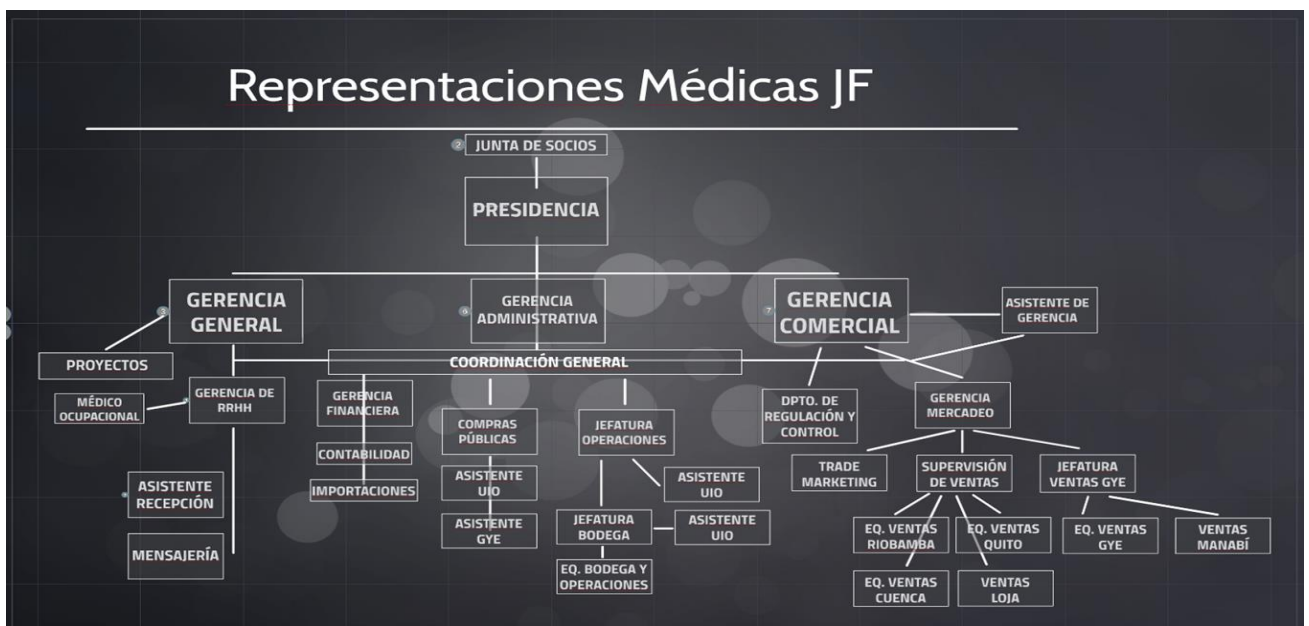 Representaciones Médicas JF
2
JUNTA DE SOCIOS
PRESIDENCIA
3
GERENCIA
GENERAL
6
GERENCIA
ADMINISTRATIVA
7
GERENCIA
COMERCIAL
ASISTENTE DE
GERENCIA
PROYECTOS
COORDINACIÓN GENERAL
MÉDICO
OCUPACIONAL
GERENCIA DE
RRHH
GERENCIA
FINANCIERA
COMPRAS
PÚBLICAS
JEFATURA
OPERACIONES
DPTO. DE
REGULACIÓN Y
CONTROL
GERENCIA
MERCADEO
CONTABILIDAD
IMPORTACIONES
ASISTENTE
UIO
ASISTENTE
GYE
ASISTENTE
UIO
JEFATURA
BODEGA
ASISTENTE
UIO
EQ. BODEGA Y
OPERACIONES
TRADE
MARKETING
SUPERVISIÓN
DE VENTAS
JEFATURA
VENTAS GYE
ASISTENTE
RECEPCIÓN
MENSAJERÍA
EQ. VENTAS
RIOBAMBA
EQ. VENTAS
QUITO
EQ. VENTAS
GYE
VENTAS
MANABÍ
EQ. VENTAS
CUENCA
VENTAS
LOJA